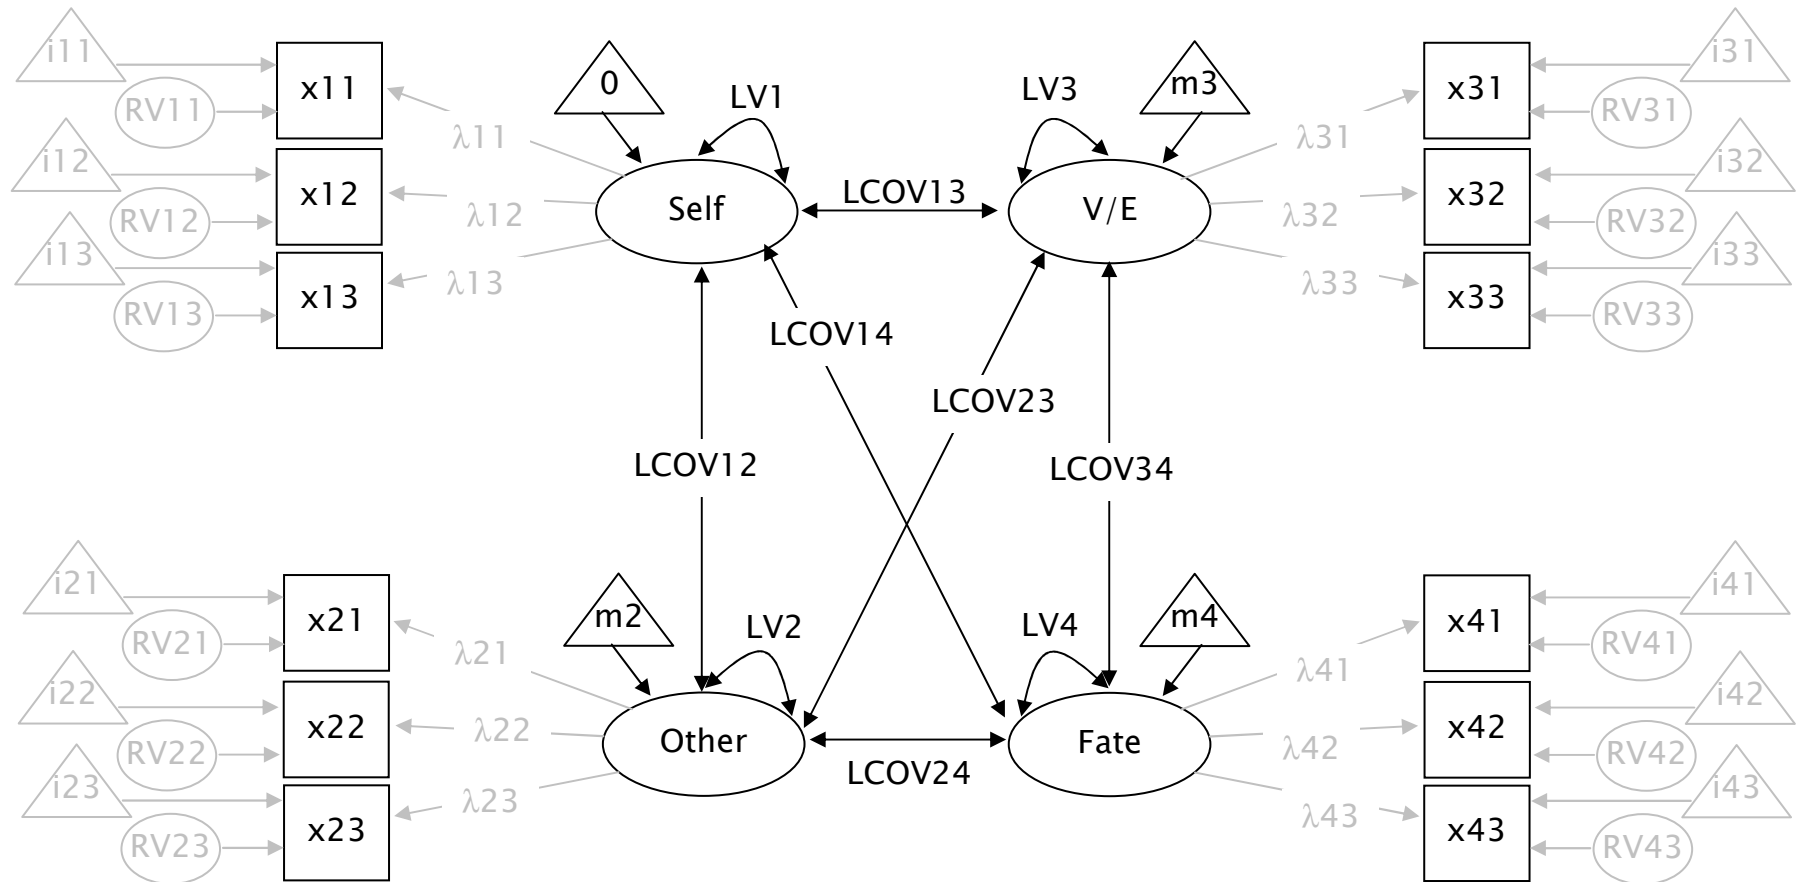 i11
x11
0
LV1
LV3
m3
x31
i31
RV11
λ11
λ31
RV31
i12
x12
λ12
Self
LCOV13
V/E
λ32
x32
i32
RV12
RV32
i13
x13
λ13
λ33
x33
i33
RV13
RV33
LCOV14
LCOV23
LCOV12
LCOV34
i21
x21
m2
LV2
LV4
m4
x41
i41
RV21
λ21
λ41
RV41
i22
x22
λ22
Other
Fate
λ42
x42
i42
RV22
RV42
LCOV24
i23
x23
λ23
λ43
x43
i43
RV23
RV43